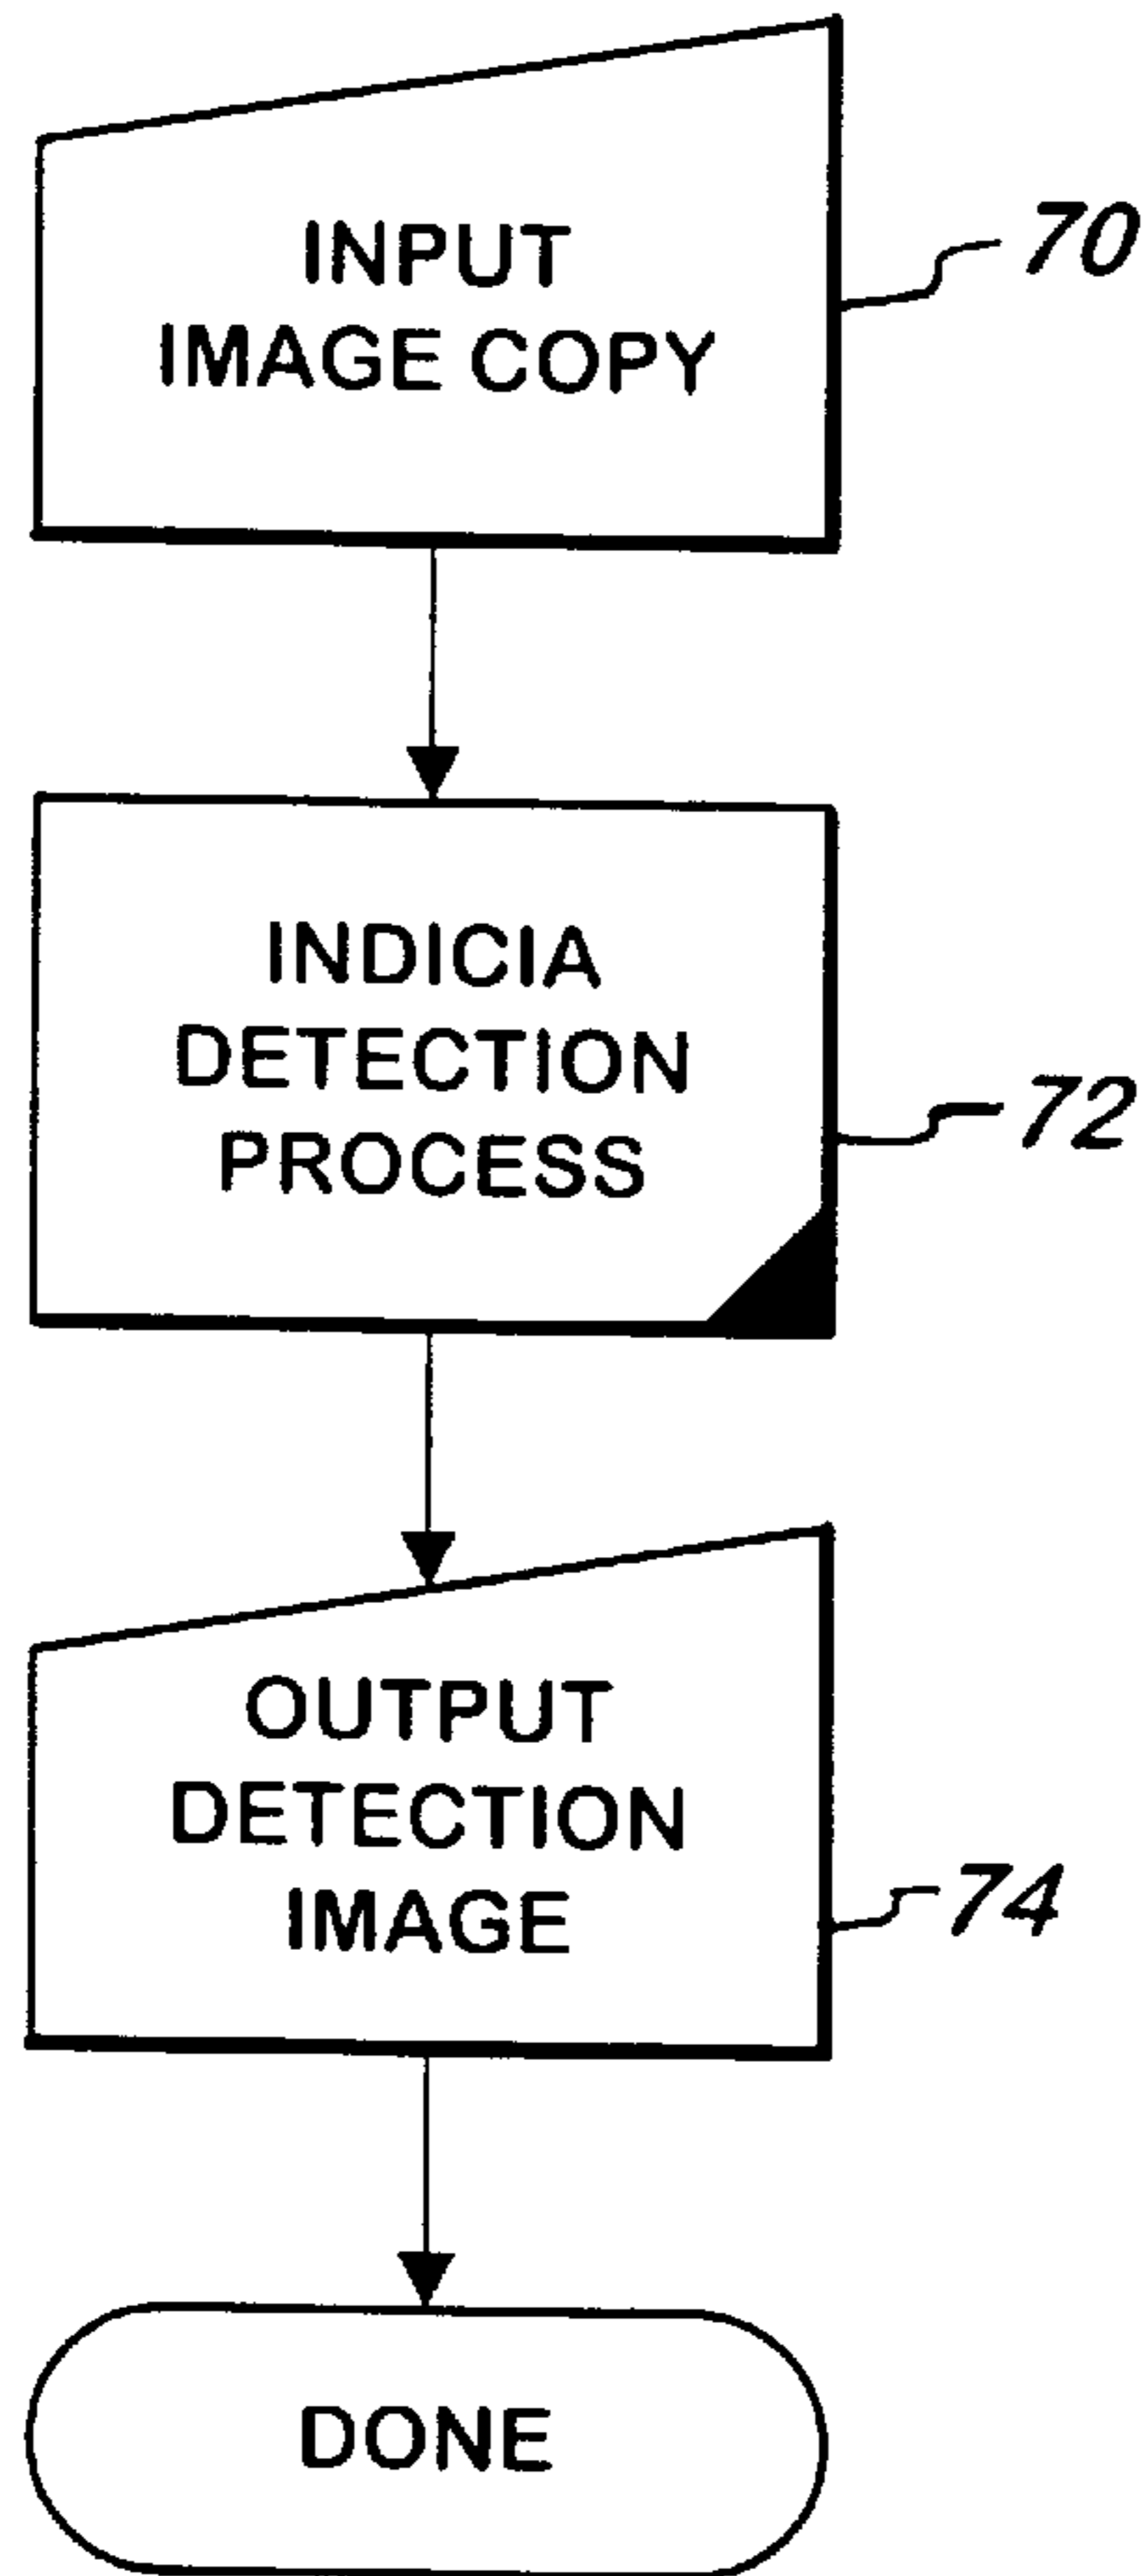 INPUT
IMAGE COPY
70
INDICIA
DETECTION
PROCESS
72
OUTPUT
DETECTION
IMAGE
74
DONE